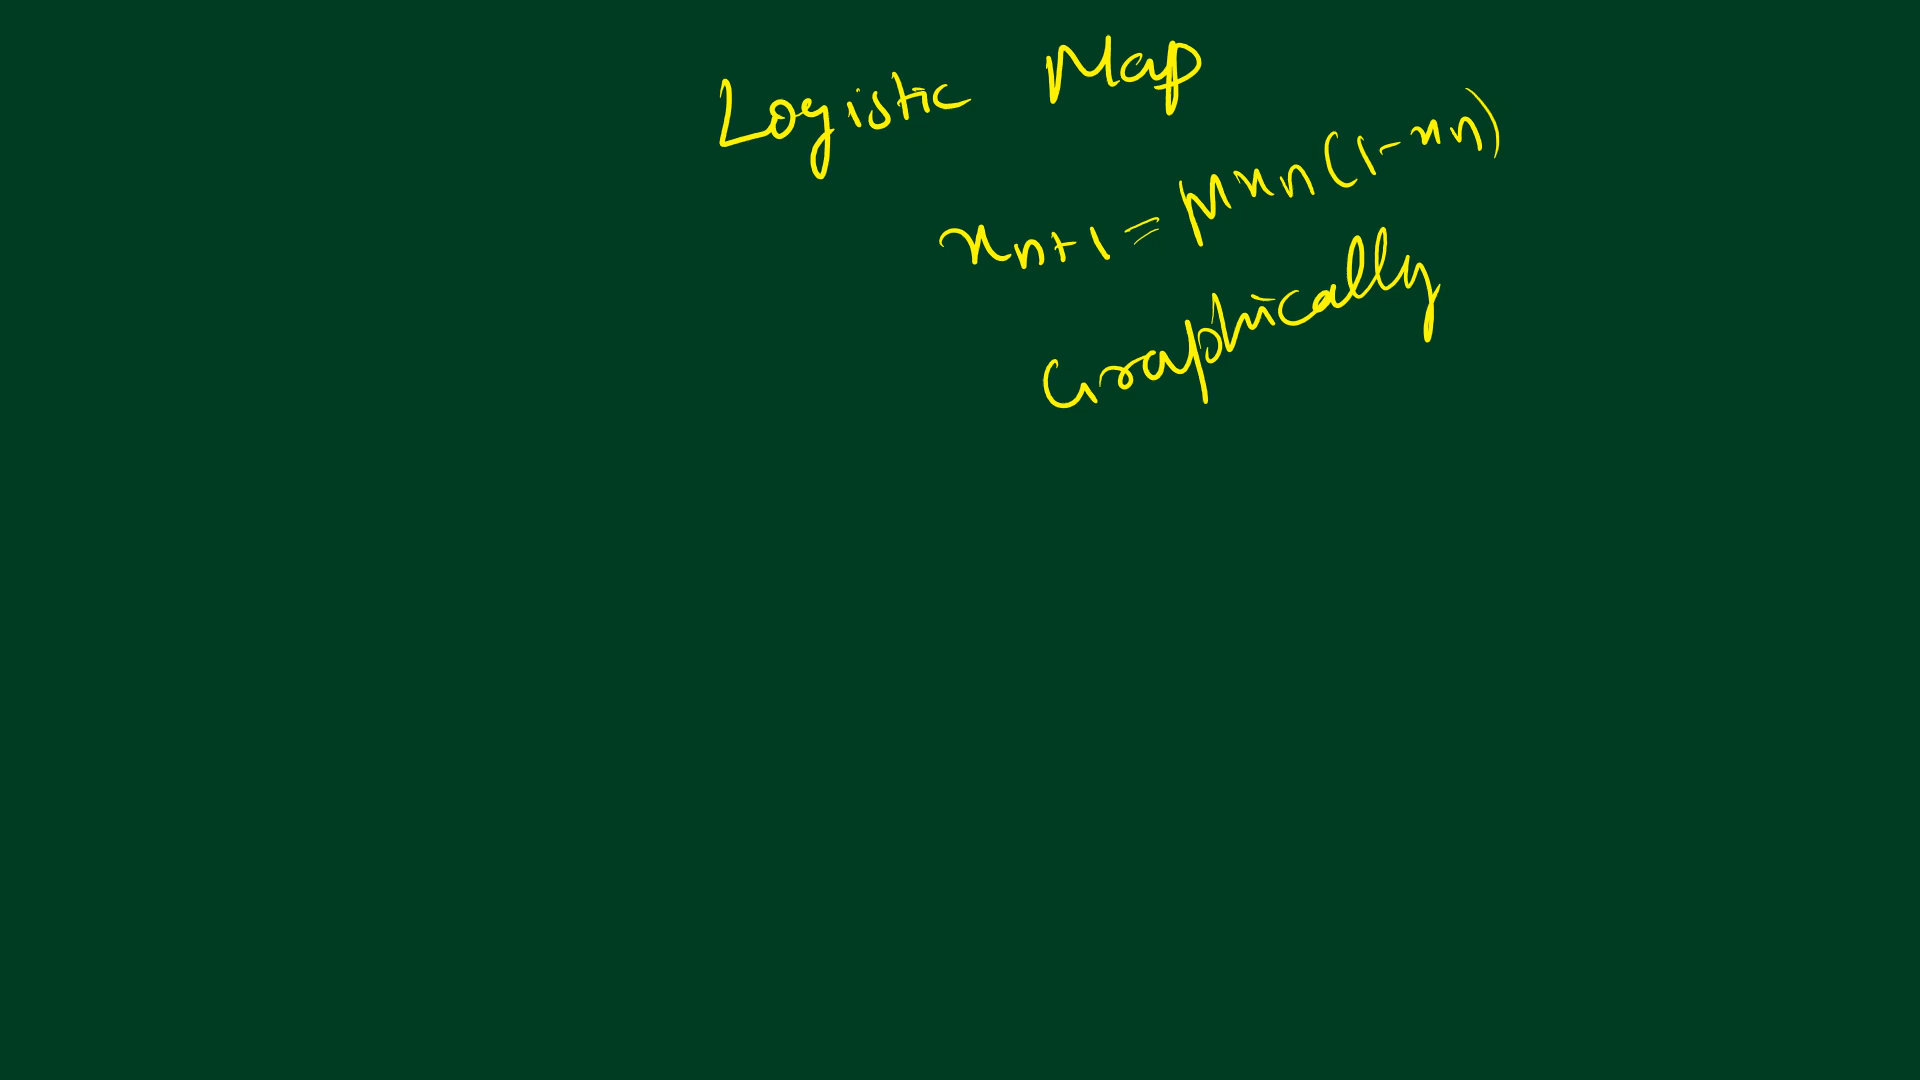 Logistic Map
xn+1 = μxn(1-xn)
Graphically